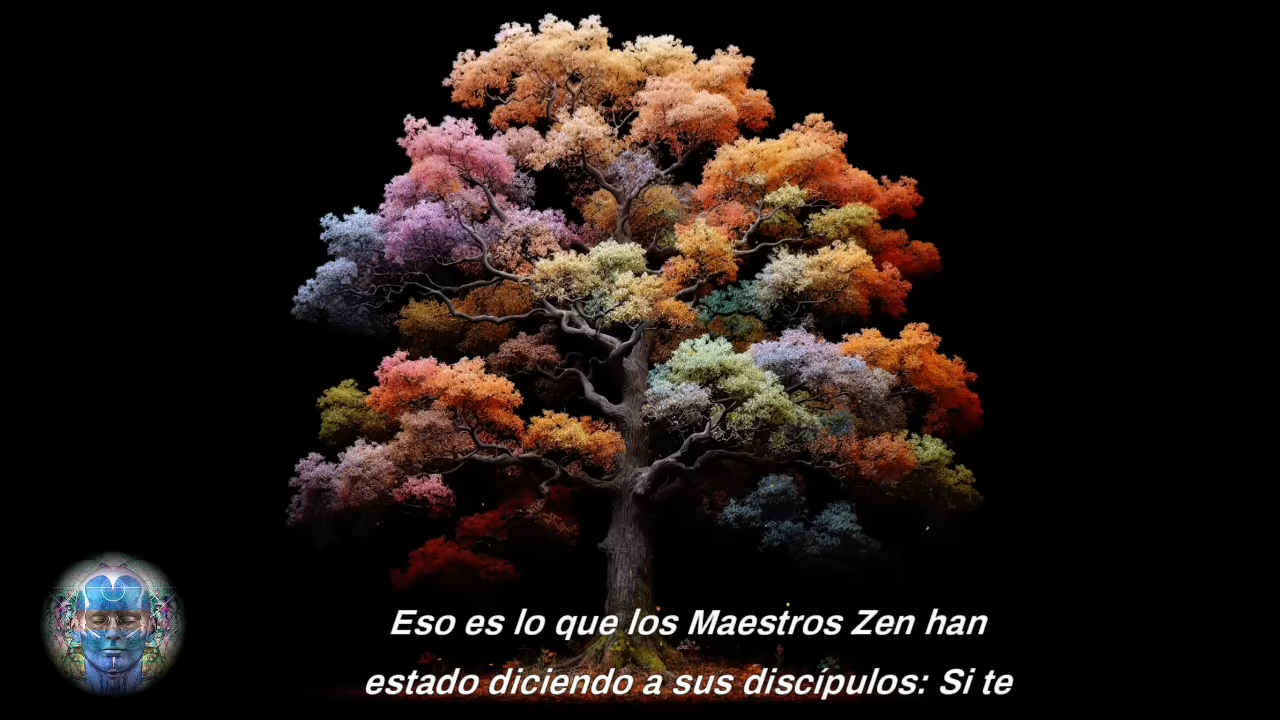 Eso es lo que los Maestros Zen han
estado diciendo a sus discípulos: Si te